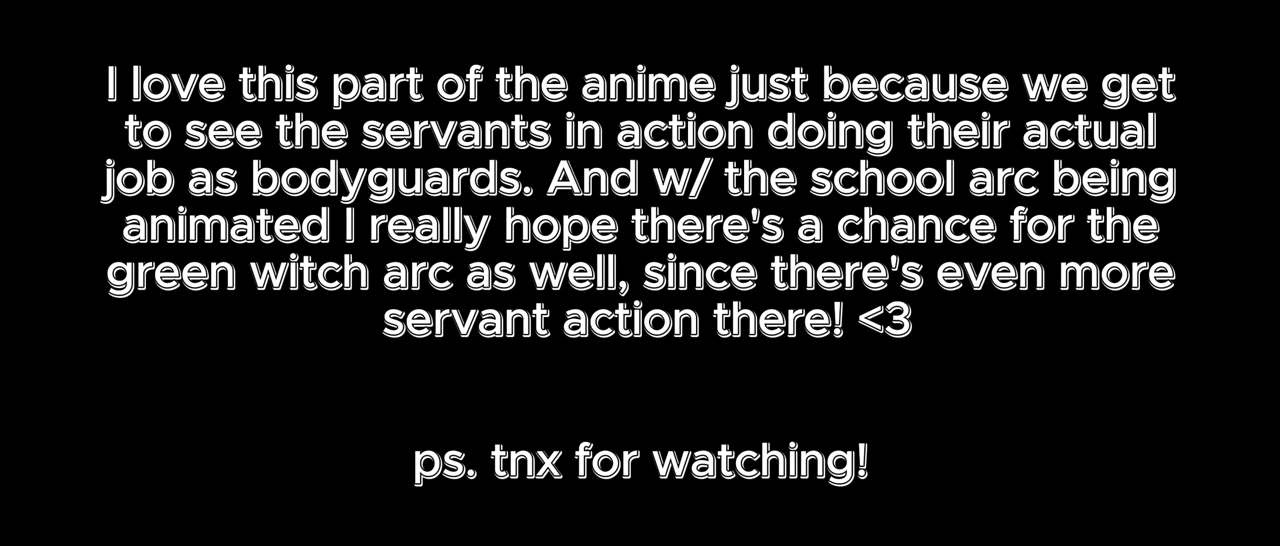 I love this part of the anime just because we get
to see the servants in action doing their actual
job as bodyguards. And w/ the school arc being
animated I really hope there's a chance for the
green witch arc as well, since there's even more
servant action there! <3
ps. tnx for watching!